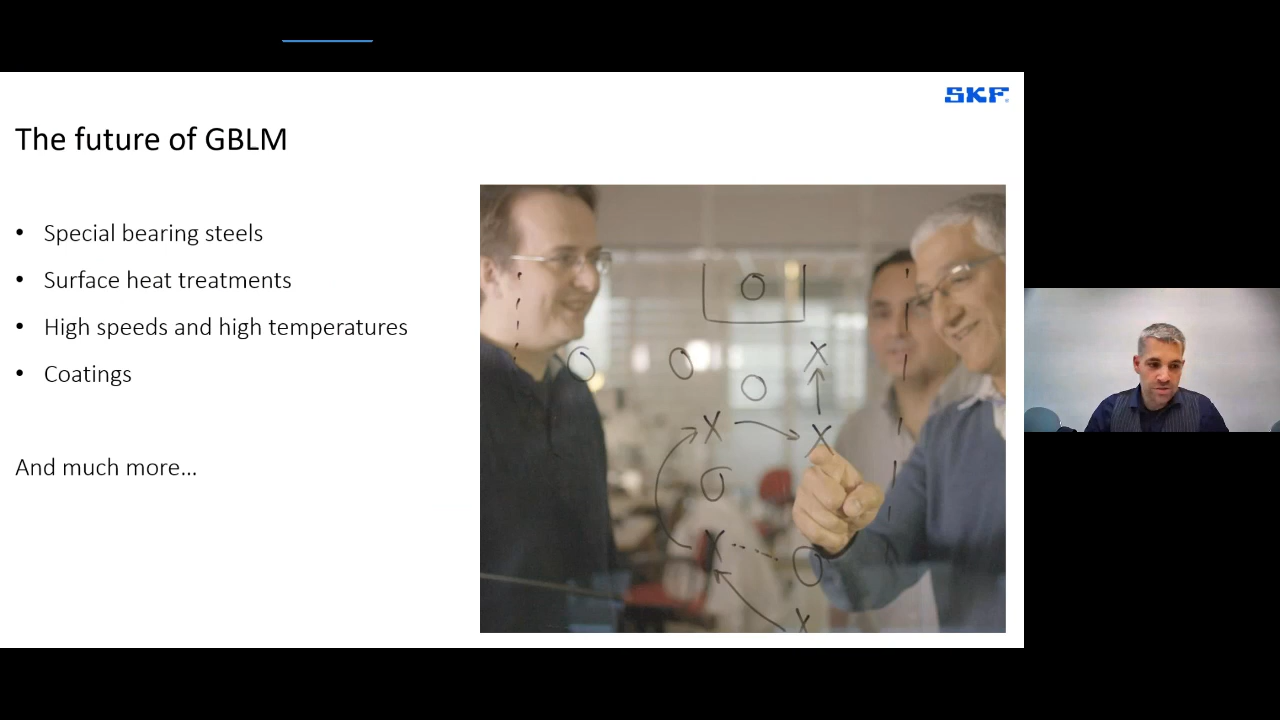 SKF
The future of GBLM
• Special bearing steels
• Surface heat treatments
• High speeds and high temperatures
• Coatings
And much more...
O
O O X
O
X X
O
X O
X